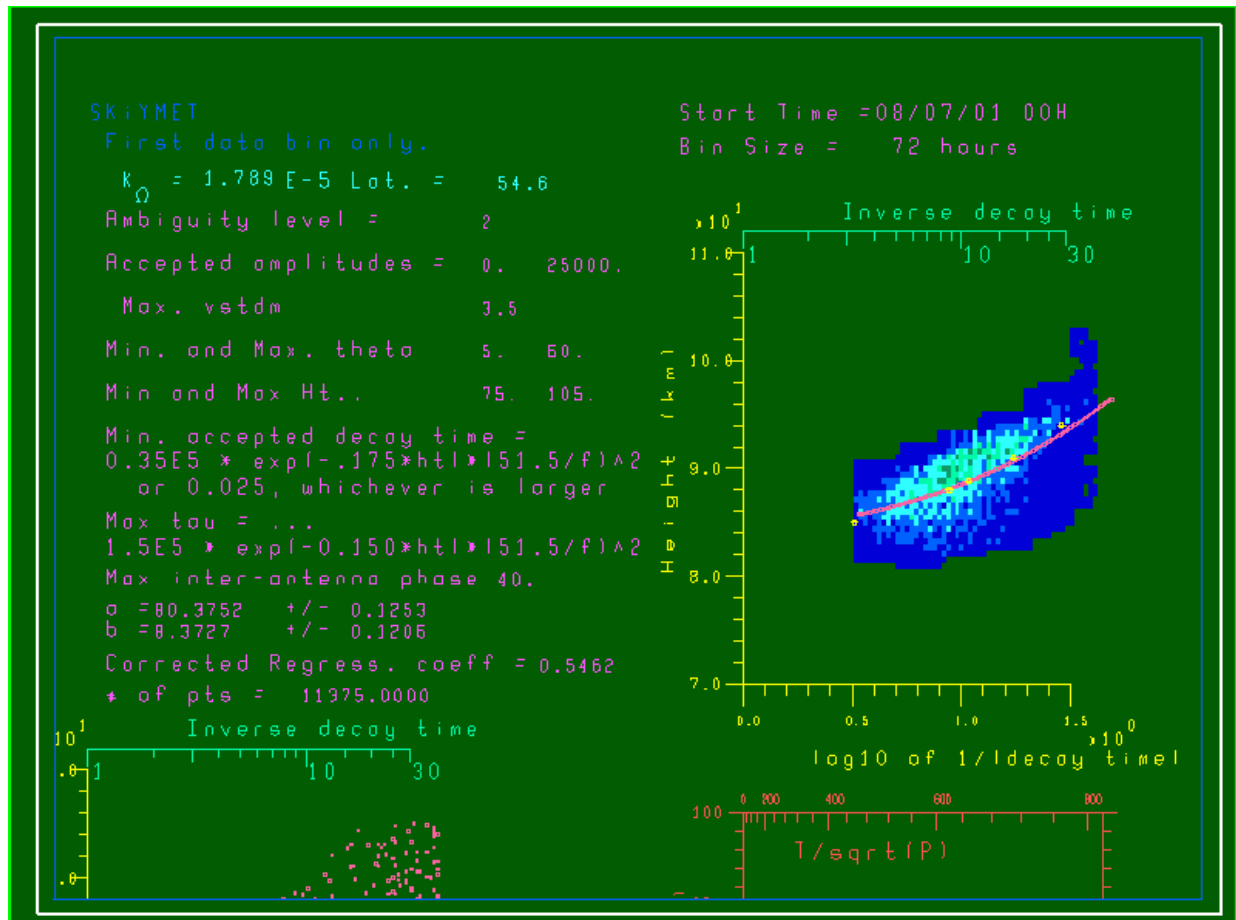 SKiYMET
First data bin only.
kΩ = 1.789 E-5 Lat. = 54.6
Ambiguity level = 2
Accepted amplitudes = 0. 25000.
Max. vstdm 3.5
Min. and Max. theta 5. 60.
Min and Max Ht.. 75. 105.
Min. accepted decay time =
0.35E5 * exp(-.175*ht)*(51.5/f)^2
or 0.025, whichever is larger
Max tau = ...
1.5E5 * exp(-0.150*ht)*(51.5/f)^2
Max inter-antenna phase 40.
a =80.3752 +/- 0.1253
b =8.3727 +/- 0.1206
Corrected Regress. coeff = 0.5462
# of pts = 11375.0000
Start Time =08/07/01 00H
Bin Size = 72 hours
Inverse decay time
×10 1
1 10 30
11.0
10.0
9.0
8.0
7.0
Height (km)
0.0 0.5 1.0 1.5
×10 0
log10 of 1/(decay time)
Inverse decay time
10 1
1 10 30
.0
.0
0 200 400 600 800
100
T/sqrt(P)